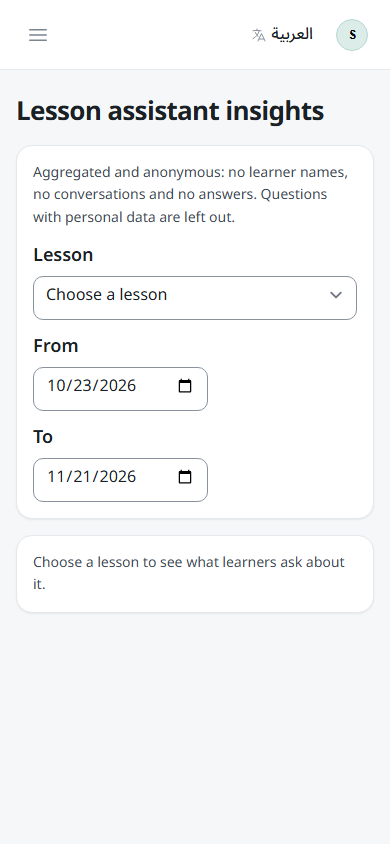 العربية
S
Lesson assistant insights
Aggregated and anonymous: no learner names,
no conversations and no answers. Questions
with personal data are left out.
Lesson
Choose a lesson
From
10/23/2026
To
11/21/2026
Choose a lesson to see what learners ask about
it.